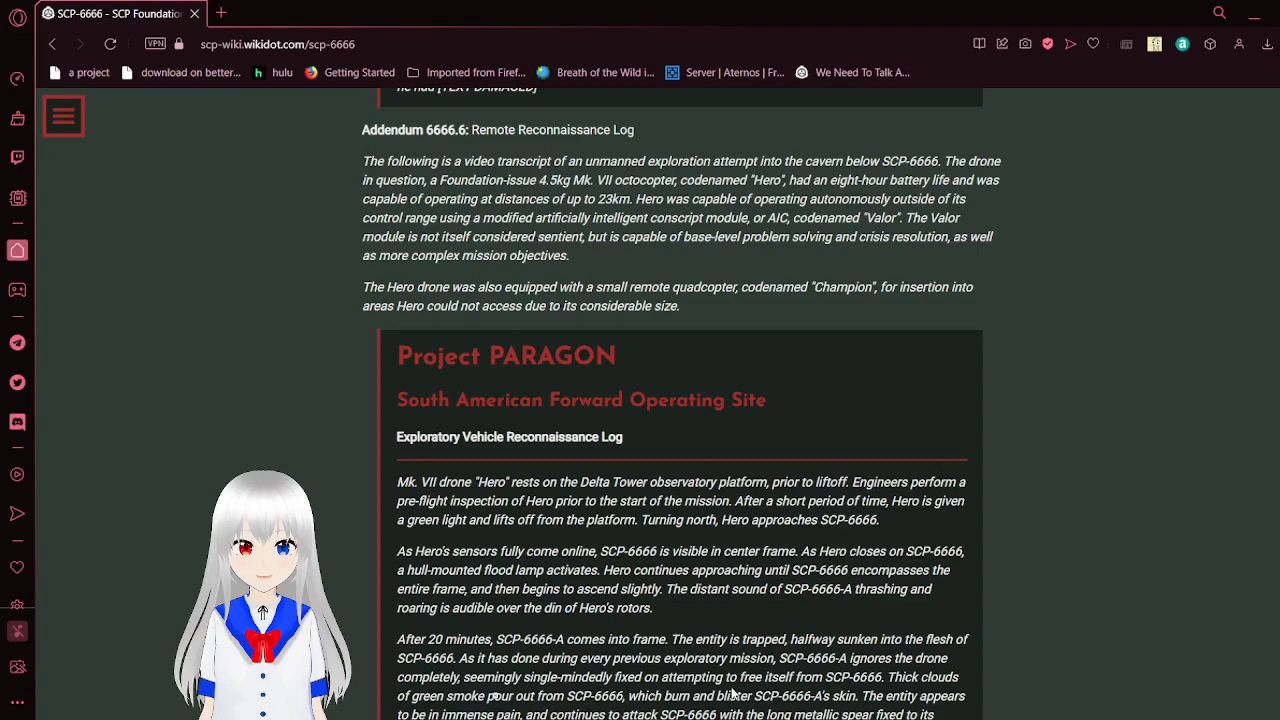 SCP-6666 - SCP Foundatio
VPN
scp-wiki.wikidot.com/scp-6666
a project
download on better...
hulu
Getting Started
Imported from Firef...
Breath of the Wild i...
Server | Aternos | Fr...
We Need To Talk A...
he had [TEXT DAMAGED]
Addendum 6666.6: Remote Reconnaissance Log
The following is a video transcript of an unmanned exploration attempt into the cavern below SCP-6666. The drone
in question, a Foundation-issue 4.5kg Mk. VII octocopter, codenamed "Hero", had an eight-hour battery life and was
capable of operating at distances of up to 23km. Hero was capable of operating autonomously outside of its
control range using a modified artificially intelligent conscript module, or AIC, codenamed "Valor". The Valor
module is not itself considered sentient, but is capable of base-level problem solving and crisis resolution, as well
as more complex mission objectives.
The Hero drone was also equipped with a small remote quadcopter, codenamed "Champion", for insertion into
areas Hero could not access due to its considerable size.
Project PARAGON
South American Forward Operating Site
Exploratory Vehicle Reconnaissance Log
Mk. VII drone "Hero" rests on the Delta Tower observatory platform, prior to liftoff. Engineers perform a
pre-flight inspection of Hero prior to the start of the mission. After a short period of time, Hero is given
a green light and lifts off from the platform. Turning north, Hero approaches SCP-6666.
As Hero's sensors fully come online, SCP-6666 is visible in center frame. As Hero closes on SCP-6666,
a hull-mounted flood lamp activates. Hero continues approaching until SCP-6666 encompasses the
entire frame, and then begins to ascend slightly. The distant sound of SCP-6666-A thrashing and
roaring is audible over the din of Hero's rotors.
After 20 minutes, SCP-6666-A comes into frame. The entity is trapped, halfway sunken into the flesh of
SCP-6666. As it has done during every previous exploratory mission, SCP-6666-A ignores the drone
completely, seemingly single-mindedly fixed on attempting to free itself from SCP-6666. Thick clouds
of green smoke pour out from SCP-6666, which burn and blister SCP-6666-A's skin. The entity appears
to be in immense pain, and continues to attack SCP-6666 with the long metallic spear fixed to its